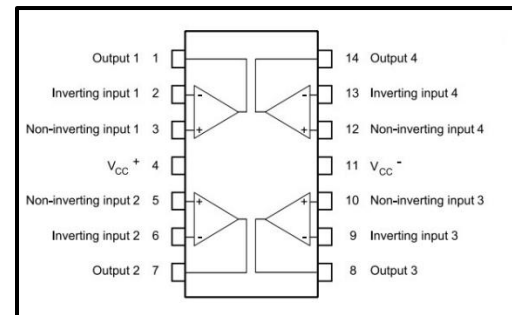 Output 1 1 14 Output 4
Inverting input 1 2 - - 13 Inverting input 4
Non-inverting input 1 3 + + 12 Non-inverting input 4
VCC + 4 11 VCC -
Non-inverting input 2 5 + + 10 Non-inverting input 3
Inverting input 2 6 - - 9 Inverting input 3
Output 2 7 8 Output 3